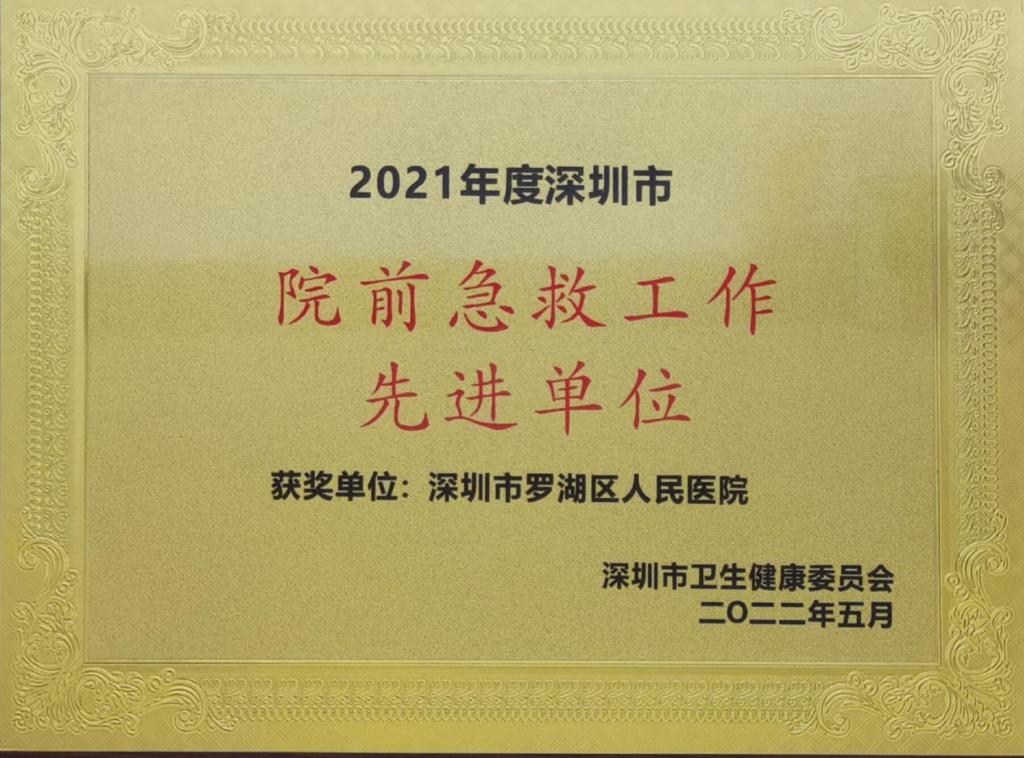 2021年度深圳市
院前急救工作
先进单位
获奖单位：深圳市罗湖区人民医院
深圳市卫生健康委员会
二〇二二年五月